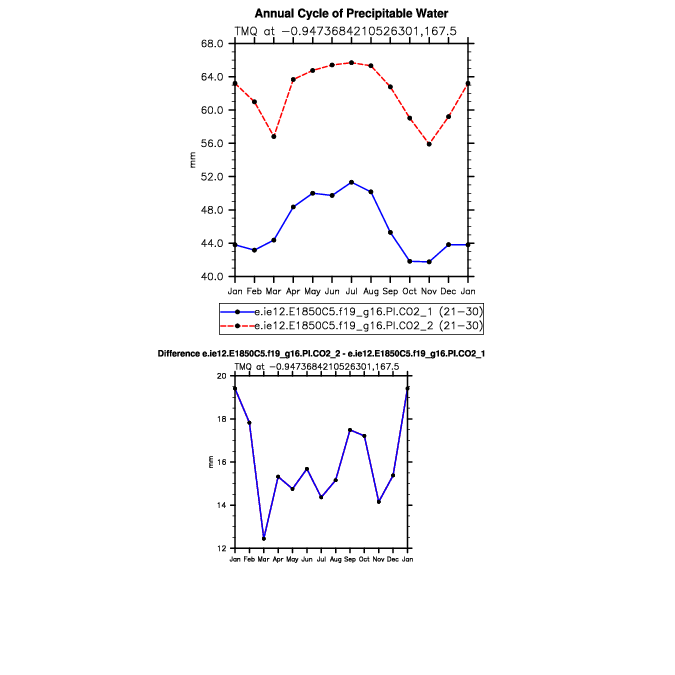 Annual Cycle of Precipitable Water
TMQ at −0.9473684210526301,167.5
68.0
64.0
60.0
56.0
52.0
48.0
44.0
40.0
mm
Jan Feb Mar Apr May Jun Jul Aug Sep Oct Nov Dec Jan
e.ie12.E1850C5.f19_g16.PI.CO2_1 (21−30)
e.ie12.E1850C5.f19_g16.PI.CO2_2 (21−30)
Difference e.ie12.E1850C5.f19_g16.PI.CO2_2 - e.ie12.E1850C5.f19_g16.PI.CO2_1
TMQ at −0.9473684210526301,167.5
20
18
16
14
12
mm
Jan Feb Mar Apr May Jun Jul Aug Sep Oct Nov Dec Jan